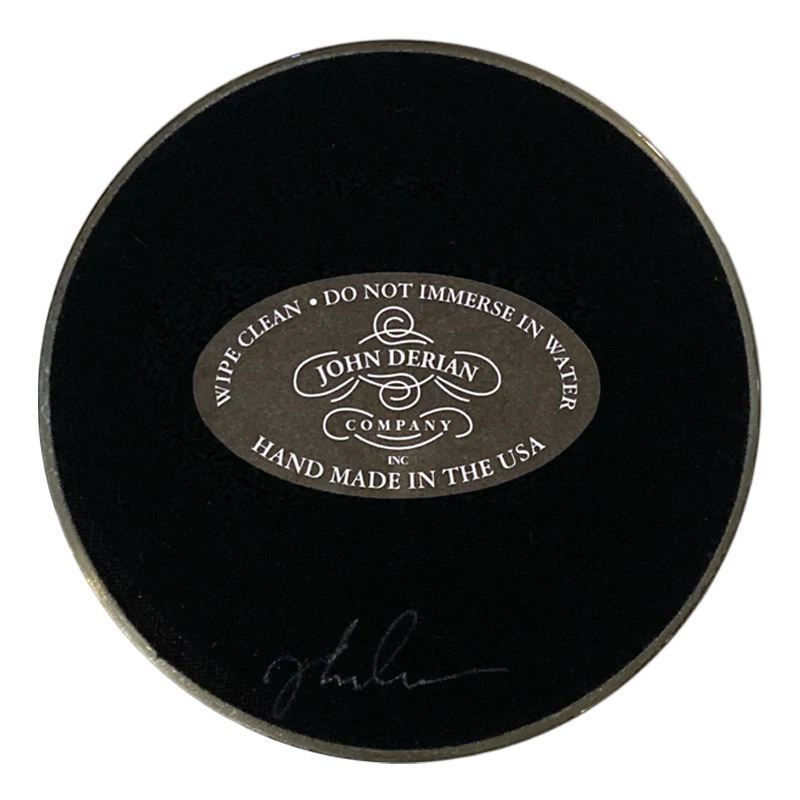 WIPE CLEAN • DO NOT IMMERSE IN WATER
JOHN DERIAN
COMPANY
INC
HAND MADE IN THE USA